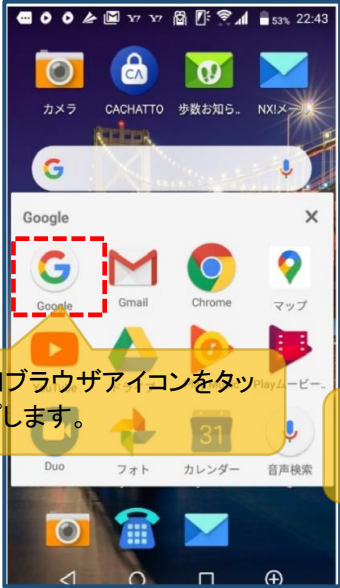 53% 22:43
カメラ
CACHATTO
歩数お知ら..
NX!メール
Google
Google
Gmail
Chrome
マップ
Playムービー..
ブラウザアイコンをタッ
プします。
Duo
フォト
31
カレンダー
音声検索